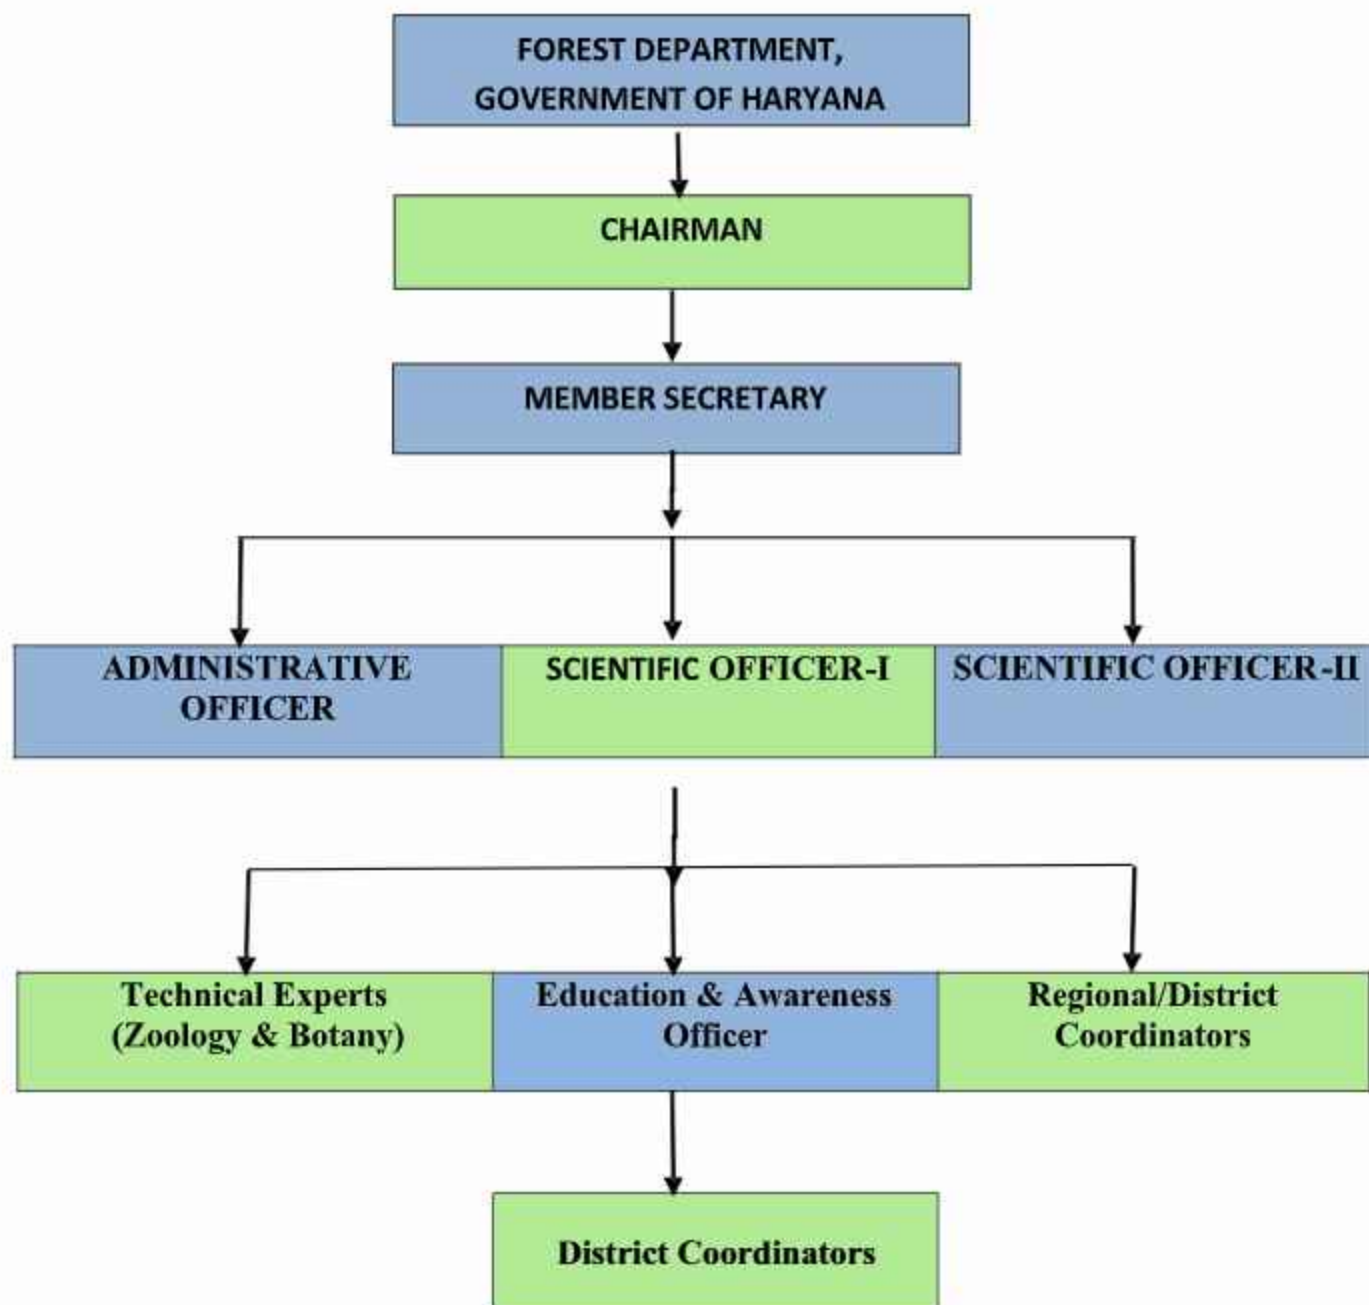 FOREST DEPARTMENT,
GOVERNMENT OF HARYANA
CHAIRMAN
MEMBER SECRETARY
ADMINISTRATIVE
OFFICER
SCIENTIFIC OFFICER-I
SCIENTIFIC OFFICER-II
Technical Experts
(Zoology & Botany)
Education & Awareness
Officer
Regional/District
Coordinators
District Coordinators